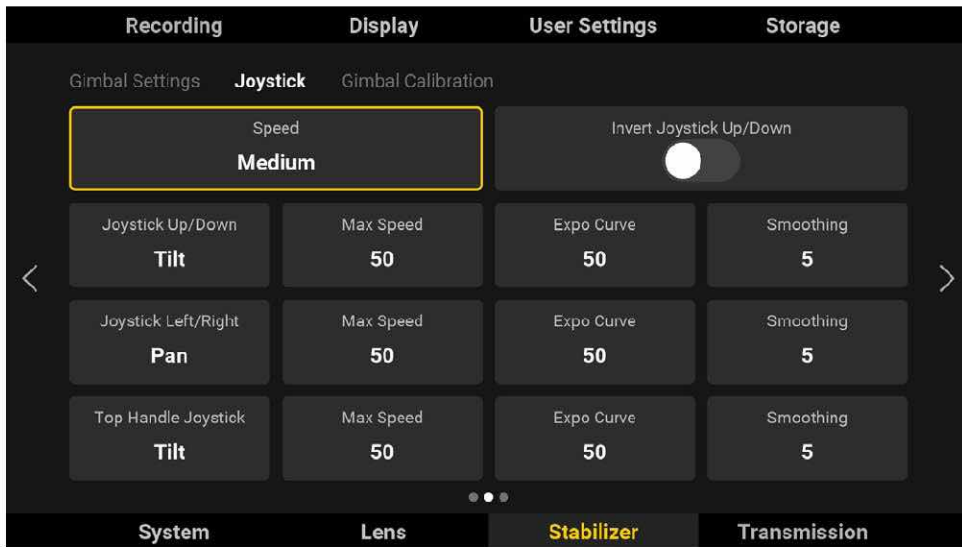 Recording Display User Settings Storage
Gimbal Settings Joystick Gimbal Calibration
Speed Invert Joystick Up/Down
Medium
Joystick Up/Down Max Speed Expo Curve Smoothing
Tilt 50 50 5
Joystick Left/Right Max Speed Expo Curve Smoothing
Pan 50 50 5
Top Handle Joystick Max Speed Expo Curve Smoothing
Tilt 50 50 5
System Lens Stabilizer Transmission